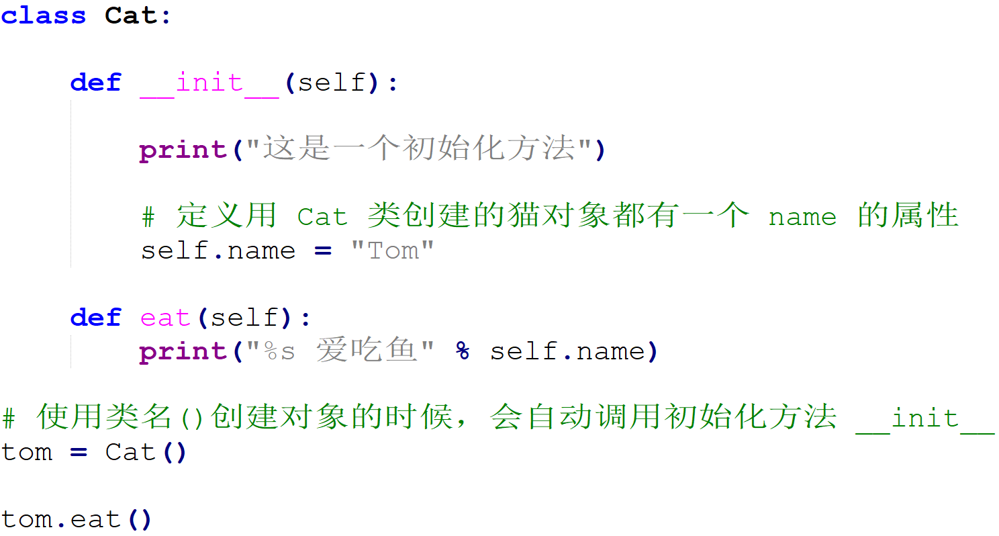 class Cat:
def __init__(self):
print("这是一个初始化方法")
# 定义用 Cat 类创建的猫对象都有一个 name 的属性
self.name = "Tom"
def eat(self):
print("%s 爱吃鱼" % self.name)
# 使用类名()创建对象的时候，会自动调用初始化方法 __init__
tom = Cat()
tom.eat()